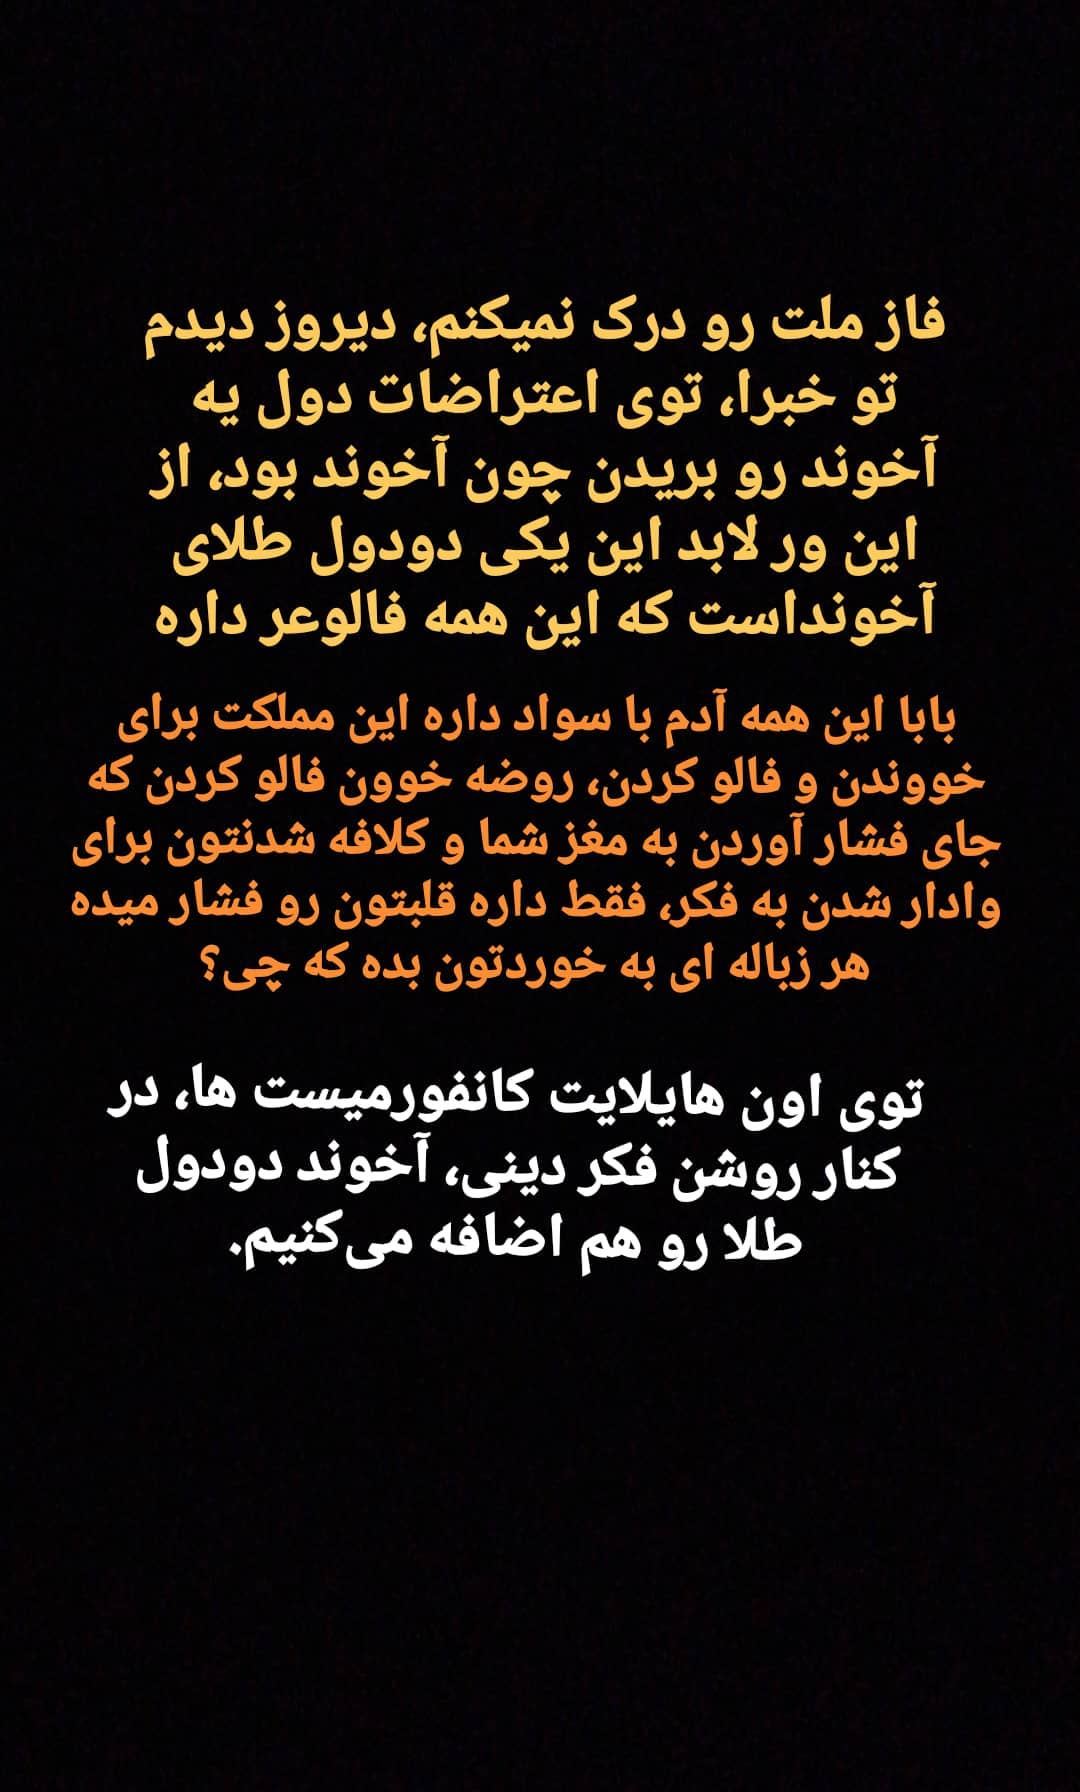 فاز ملت رو درک نمیکنم، دیروز دیدم
تو خبرا، توی اعتراضات دول یه
آخوند رو بریدن چون آخوند بود، از
این ور لابد این یکی دودول طلای
آخونداست که این همه فالوعر داره
بابا این همه آدم با سواد داره این مملکت برای
خووندن و فالو کردن، روضه خوون فالو کردن که
جای فشار آوردن به مغز شما و کلافه شدنتون برای
وادار شدن به فکر، فقط داره قلبتون رو فشار میده
هر زباله ای به خوردتون بده که چی؟
توی اون هایلایت کانفورمیست ها، در
کنار روشن فکر دینی، آخوند دودول
طلا رو هم اضافه می‌کنیم.